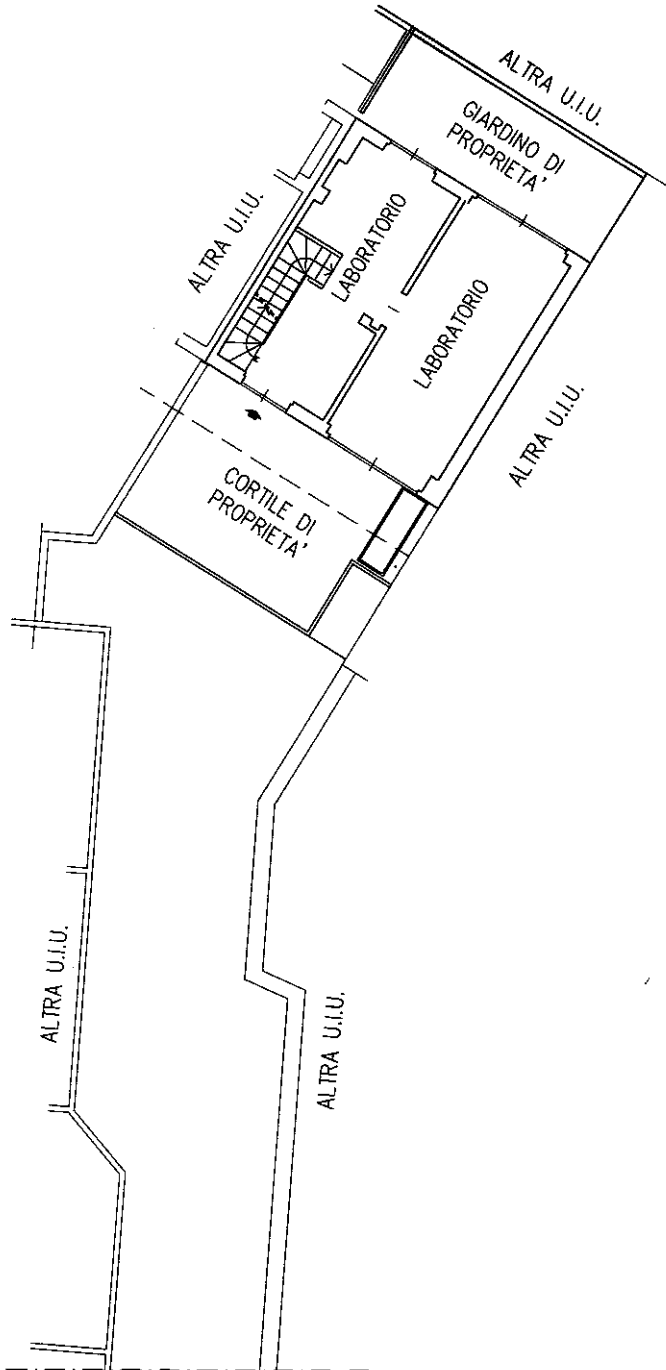 ALTRA U.I.U.
GIARDINO DI
PROPRIETA'
ALTRA U.I.U.
LABORATORIO
LABORATORIO
ALTRA U.I.U.
CORTILE DI
PROPRIETA'
ALTRA U.I.U.
ALTRA U.I.U.